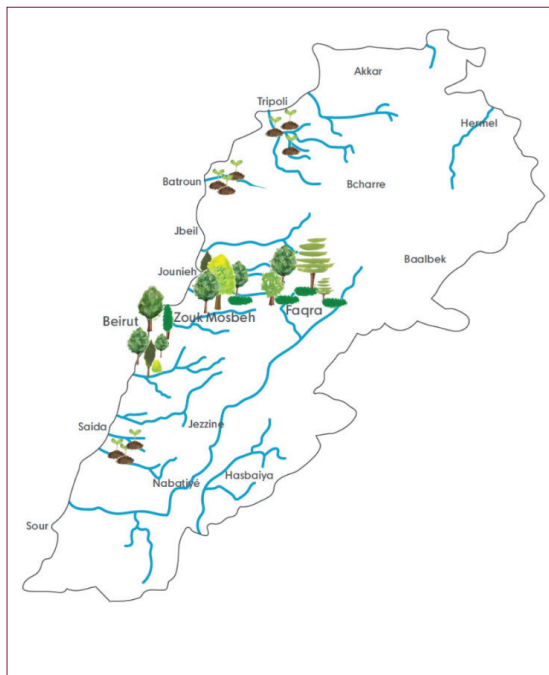 Akkar
Tripoli
Hermel
Batroun
Bcharre
Jbeil
Baalbek
Jounieh
Beirut
Zouk Mosbeh
Faqra
Saida
Jezzine
Nabatiyé
Hasbaiya
Sour